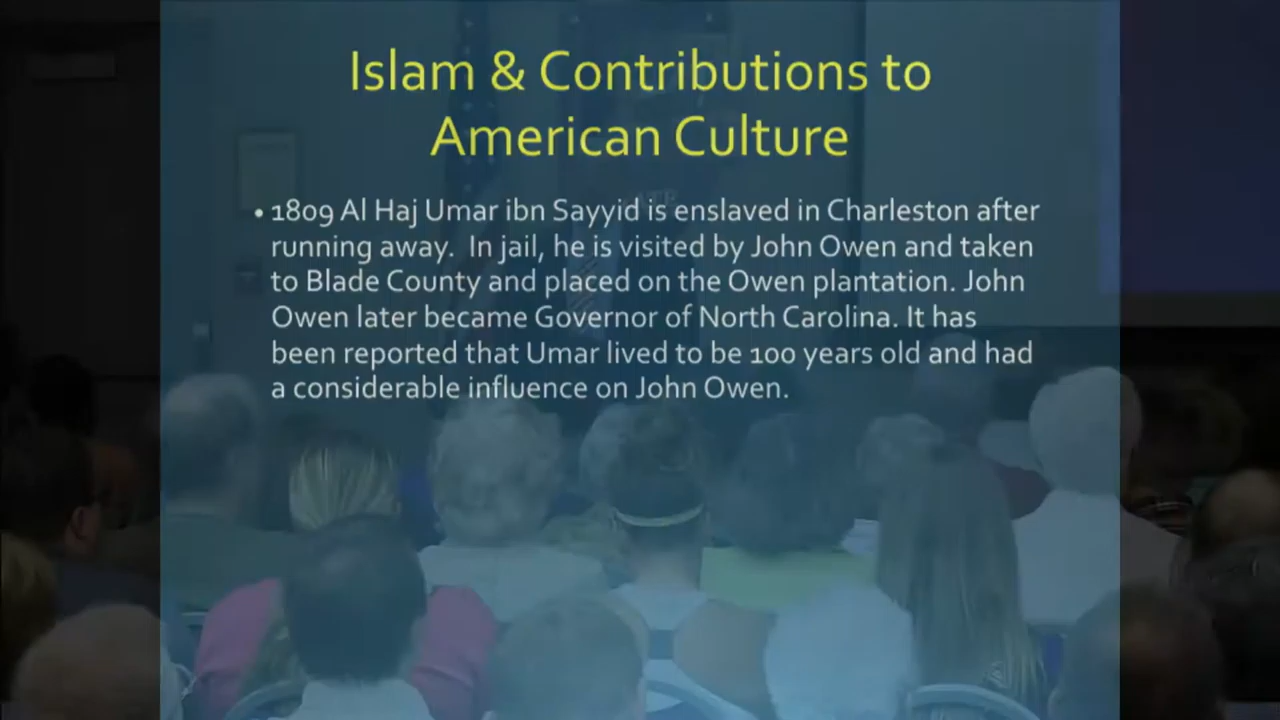 Islam & Contributions to
American Culture
• 1809 Al Haj Umar ibn Sayyid is enslaved in Charleston after
running away. In jail, he is visited by John Owen and taken
to Blade County and placed on the Owen plantation. John
Owen later became Governor of North Carolina. It has
been reported that Umar lived to be 100 years old and had
a considerable influence on John Owen.